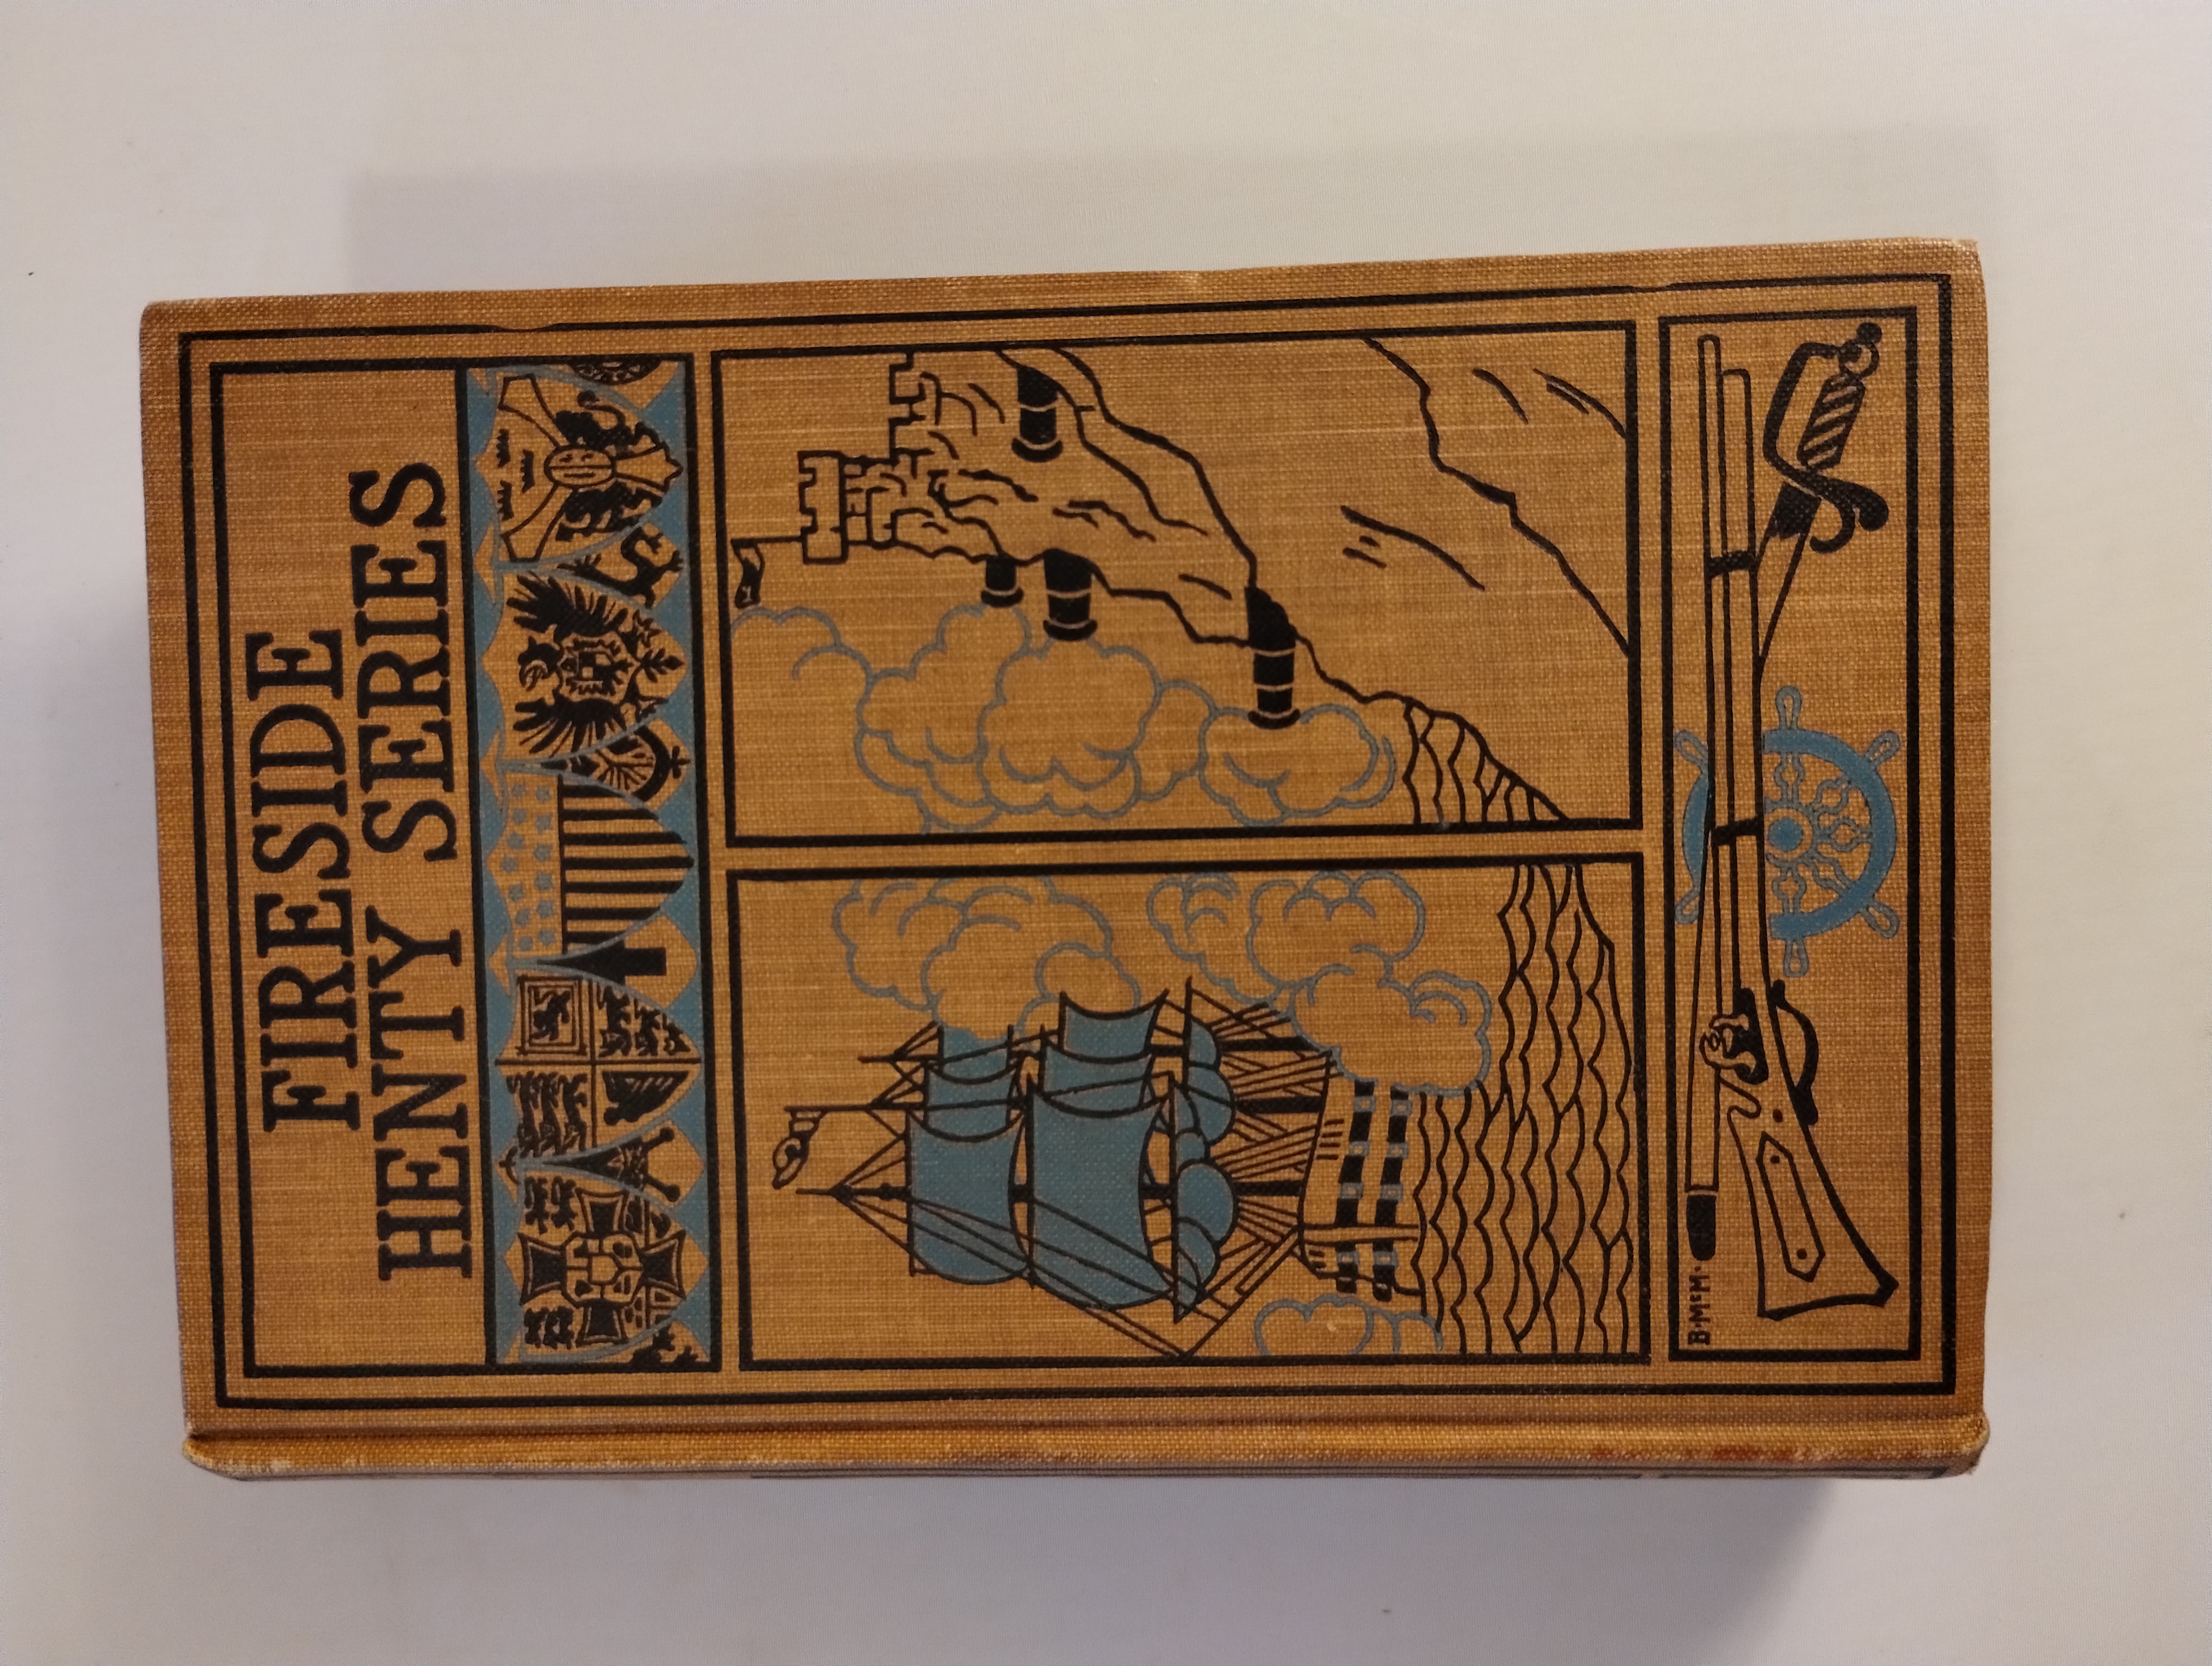 FIRESIDE
HENTY SERIES
B·McM·